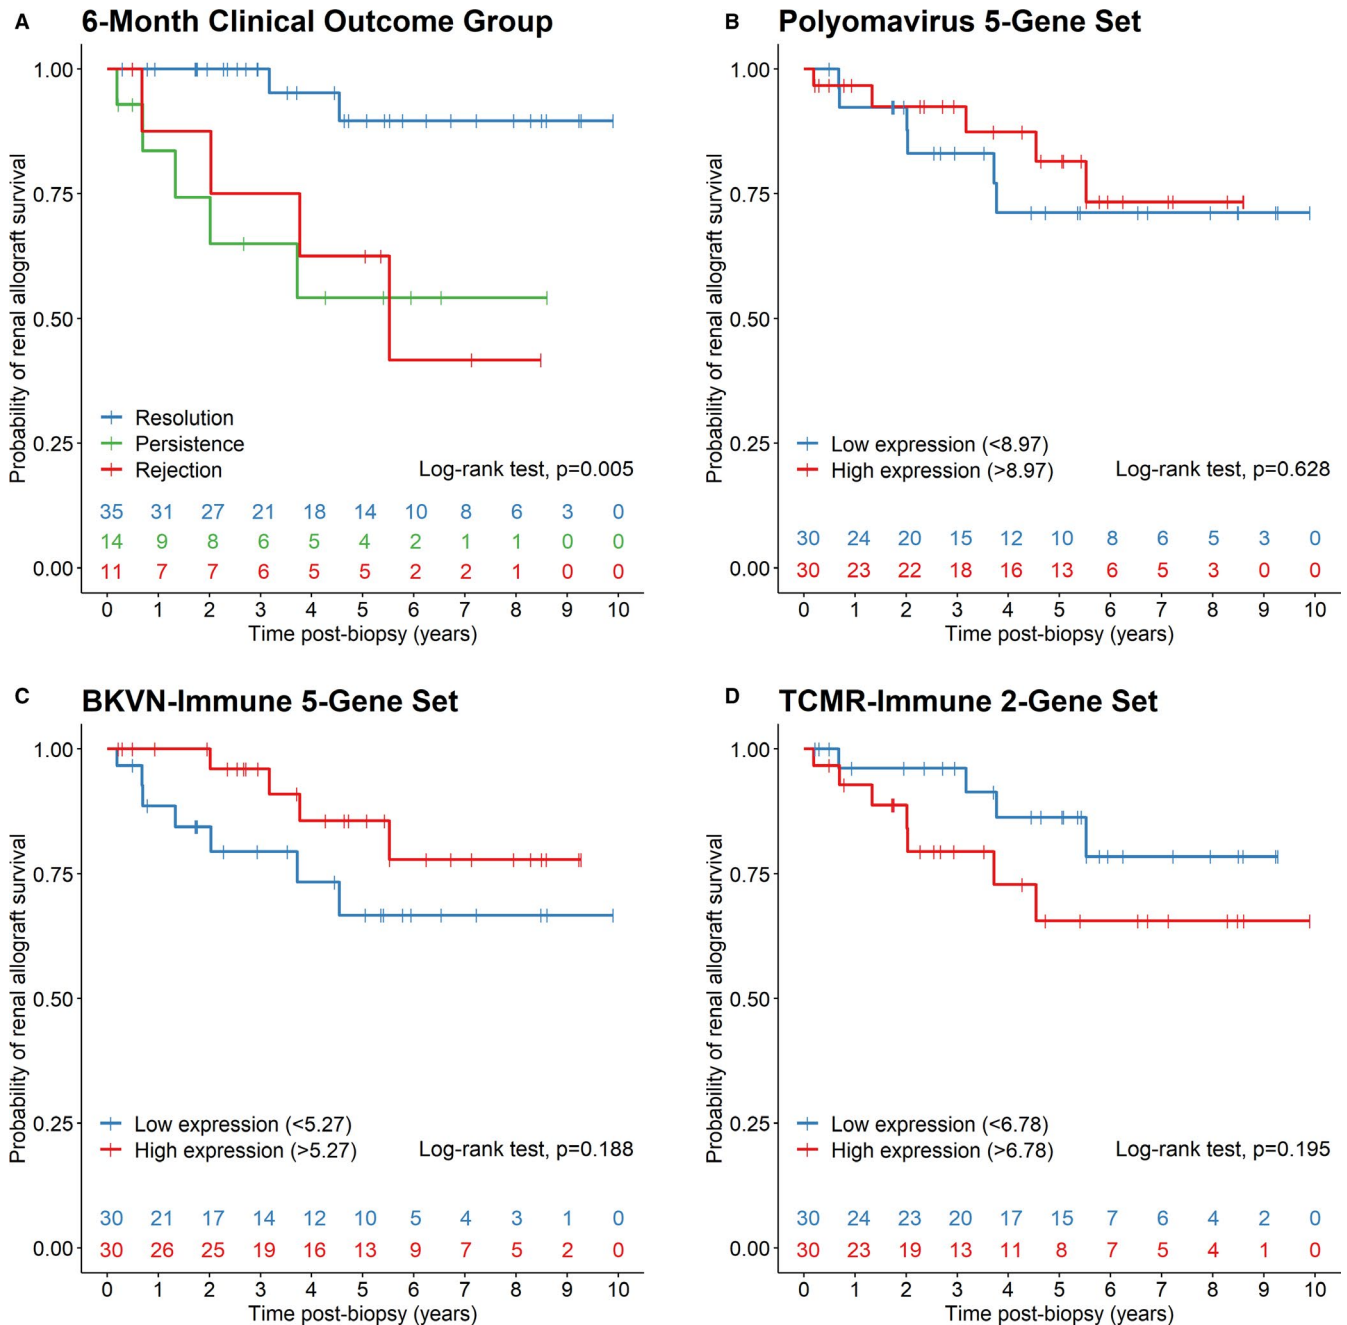 A 6-Month Clinical Outcome Group
Probability of renal allograft survival
1.00
0.75
0.50
0.25
0.00
Resolution
Persistence
Rejection
Log-rank test, p=0.005
35 31 27 21 18 14 10 8 6 3 0
14 9 8 6 5 4 2 1 1 0 0
11 7 7 6 5 5 2 2 1 0 0
0 1 2 3 4 5 6 7 8 9 10
Time post-biopsy (years)
B Polyomavirus 5-Gene Set
Probability of renal allograft survival
1.00
0.75
0.50
0.25
0.00
Low expression (<8.97)
High expression (>8.97)
Log-rank test, p=0.628
30 24 20 15 12 10 8 6 5 3 0
30 23 22 18 16 13 6 5 3 0 0
0 1 2 3 4 5 6 7 8 9 10
Time post-biopsy (years)
C BKVN-Immune 5-Gene Set
Probability of renal allograft survival
1.00
0.75
0.50
0.25
0.00
Low expression (<5.27)
High expression (>5.27)
Log-rank test, p=0.188
30 21 17 14 12 10 5 4 3 1 0
30 26 25 19 16 13 9 7 5 2 0
0 1 2 3 4 5 6 7 8 9 10
Time post-biopsy (years)
D TCMR-Immune 2-Gene Set
Probability of renal allograft survival
1.00
0.75
0.50
0.25
0.00
Low expression (<6.78)
High expression (>6.78)
Log-rank test, p=0.195
30 24 23 20 17 15 7 6 4 2 0
30 23 19 13 11 8 7 5 4 1 0
0 1 2 3 4 5 6 7 8 9 10
Time post-biopsy (years)